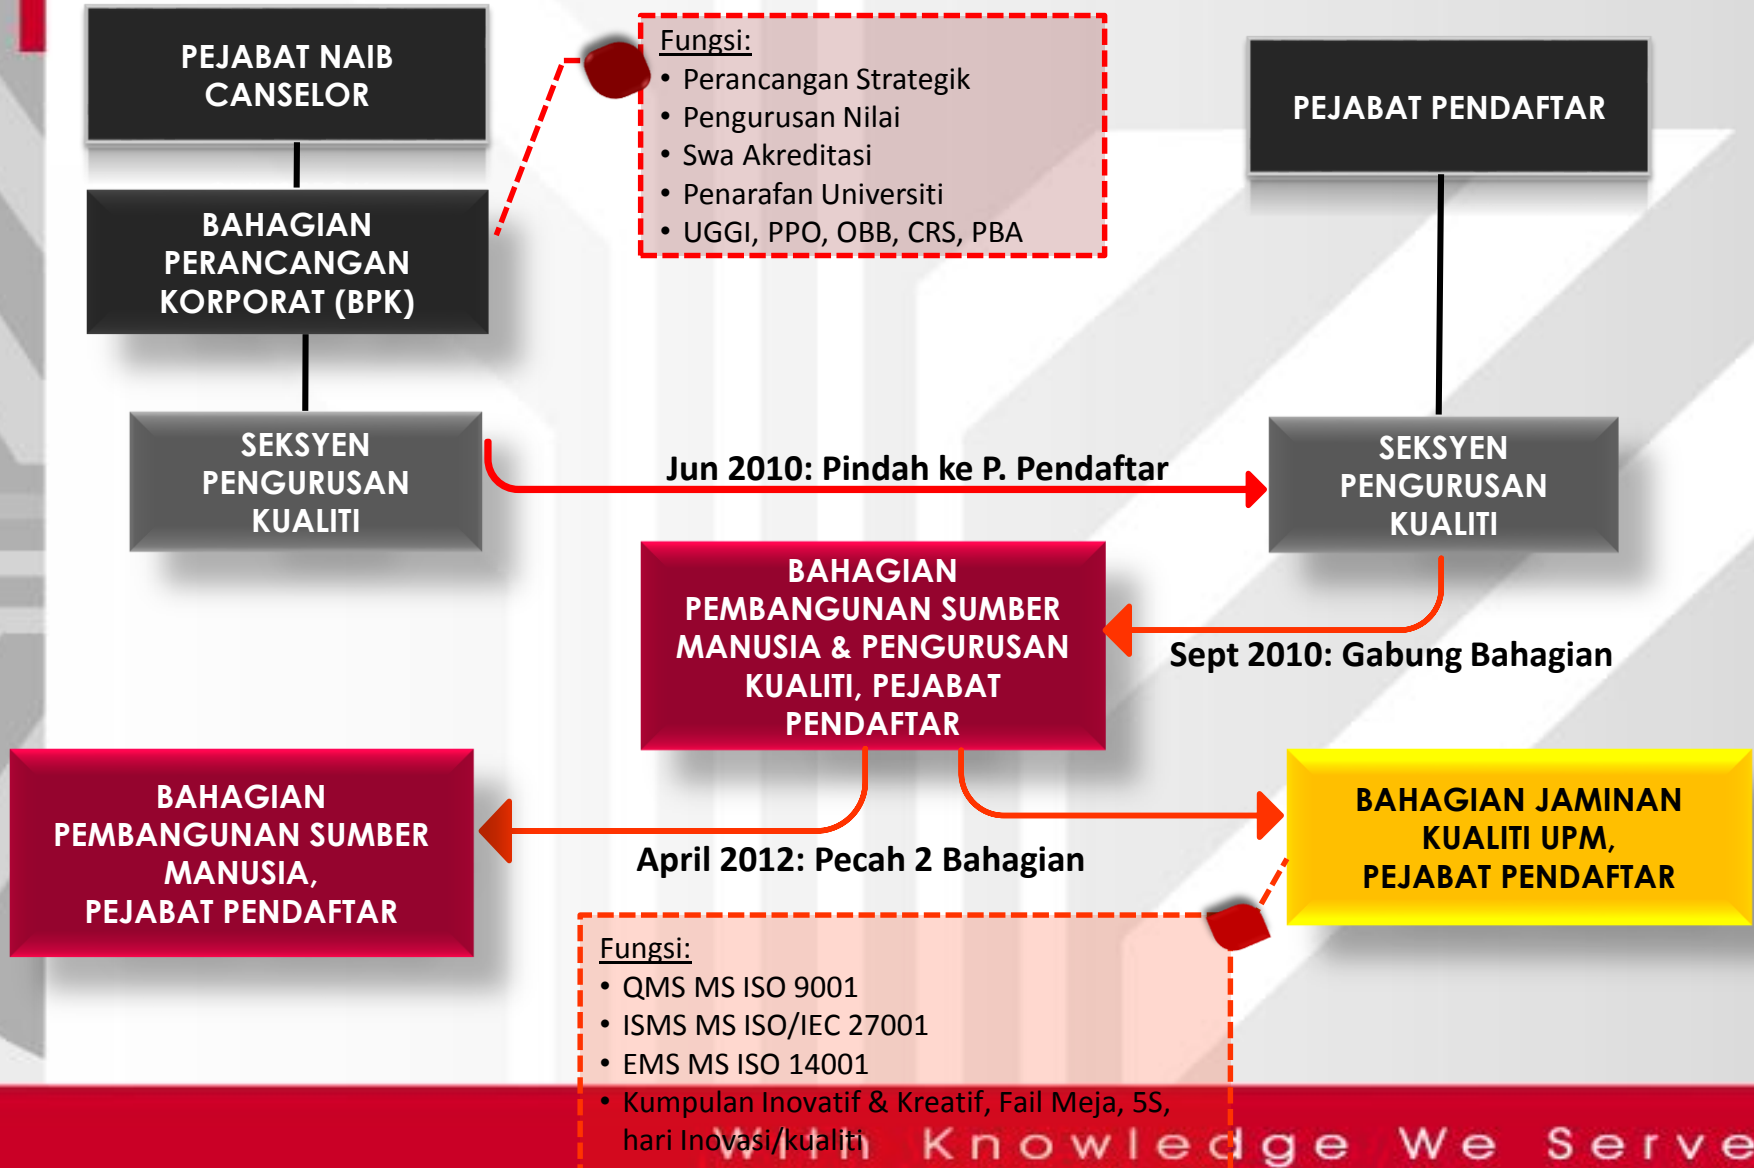 PEJABAT NAIB
CANSELOR
Fungsi:
• Perancangan Strategik
• Pengurusan Nilai
• Swa Akreditasi
• Penarafan Universiti
• UGGI, PPO, OBB, CRS, PBA
PEJABAT PENDAFTAR
BAHAGIAN
PERANCANGAN
KORPORAT (BPK)
SEKSYEN
PENGURUSAN
KUALITI
Jun 2010: Pindah ke P. Pendaftar
SEKSYEN
PENGURUSAN
KUALITI
BAHAGIAN
PEMBANGUNAN SUMBER
MANUSIA & PENGURUSAN
KUALITI, PEJABAT
PENDAFTAR
Sept 2010: Gabung Bahagian
BAHAGIAN
PEMBANGUNAN SUMBER
MANUSIA,
PEJABAT PENDAFTAR
April 2012: Pecah 2 Bahagian
BAHAGIAN JAMINAN
KUALITI UPM,
PEJABAT PENDAFTAR
Fungsi:
• QMS MS ISO 9001
• ISMS MS ISO/IEC 27001
• EMS MS ISO 14001
• Kumpulan Inovatif & Kreatif, Fail Meja, 5S,
hari Inovasi/kualiti
With Knowledge We Serve